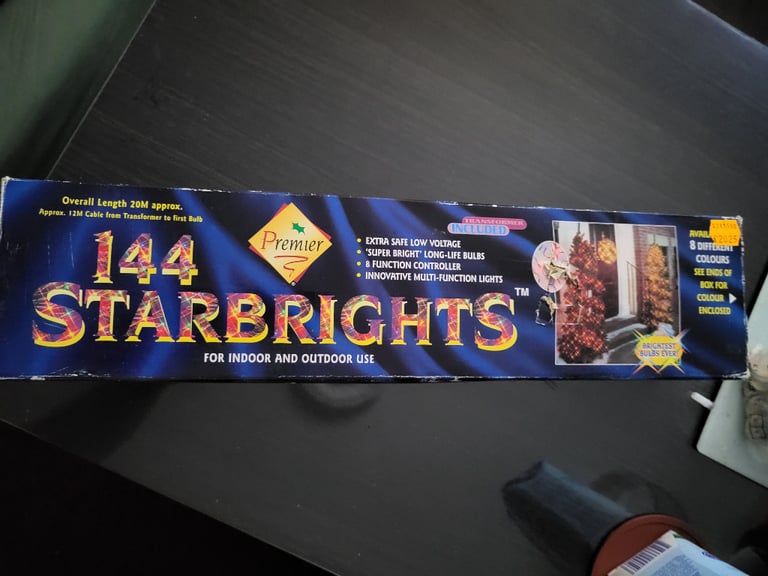 Overall Length 20M approx.
Approx. 12M Cable from Transformer to first Bulb
Premier
144
STARBRIGHTS™
FOR INDOOR AND OUTDOOR USE
TRANSFORMER
INCLUDED
• EXTRA SAFE LOW VOLTAGE
• 'SUPER BRIGHT' LONG-LIFE BULBS
• 8 FUNCTION CONTROLLER
• INNOVATIVE MULTI-FUNCTION LIGHTS
BRIGHTEST
BULBS EVER!
8 DIFFERENT
COLOURS
SEE ENDS OF
BOX FOR
COLOUR
ENCLOSED